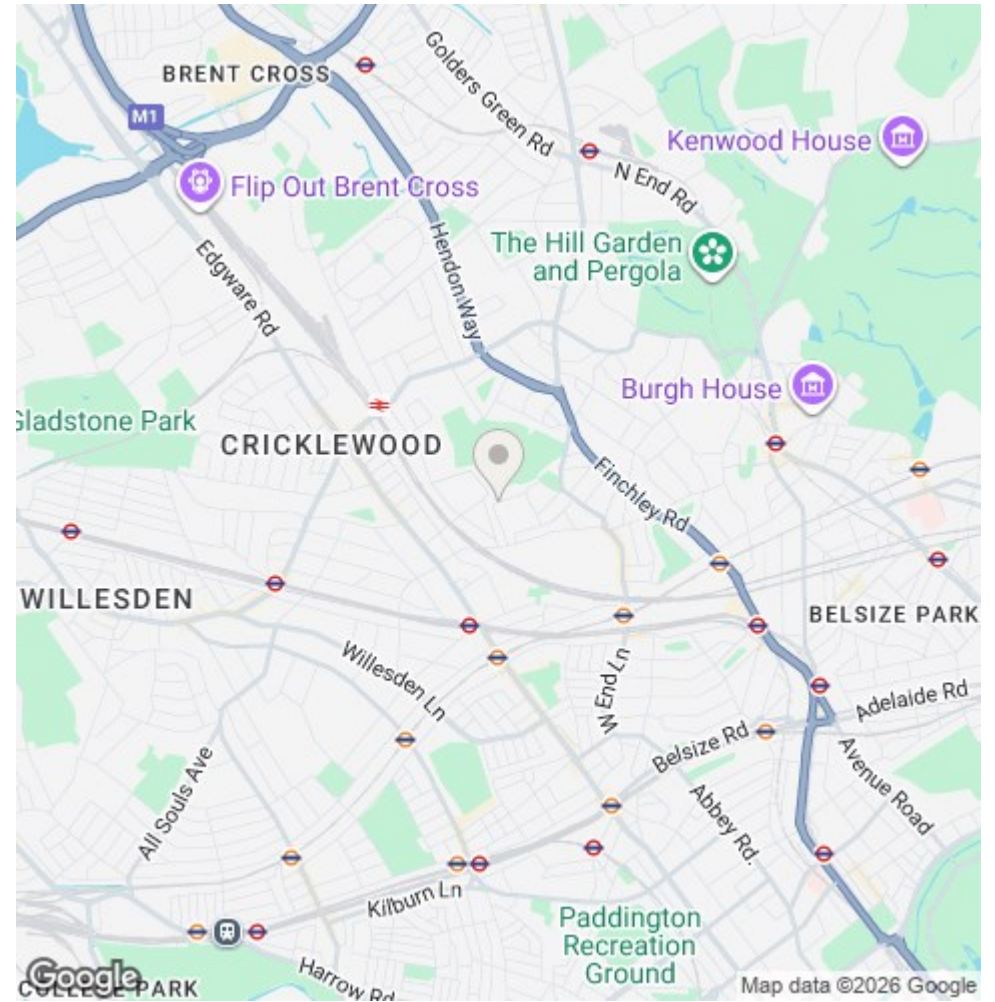 Golders Green Rd
BRENT CROSS
M1
Kenwood House
N End Rd
Flip Out Brent Cross
The Hill Garden
and Pergola
Hendon Way
Edgware Rd
Burgh House
Gladstone Park
CRICKLEWOOD
Finchley Rd
WILLESDEN
BELSIZE PARK
Willesden Ln
W End Ln
Adelaide Rd
Belsize Rd
Avenue Road
All Souls Ave
Abbey Rd.
Kilburn Ln
Paddington
Recreation
Ground
Harrow Rd
Google
COLLEGE PARK
Map data ©2026 Google